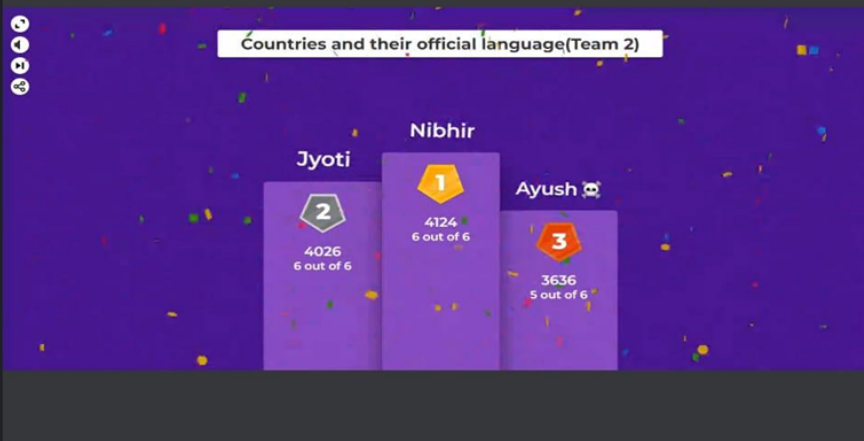 Countries and their official language(Team 2)
Nibhir
1
4124
6 out of 6
Jyoti
2
4026
6 out of 6
Ayush ☠️
3
3636
5 out of 6